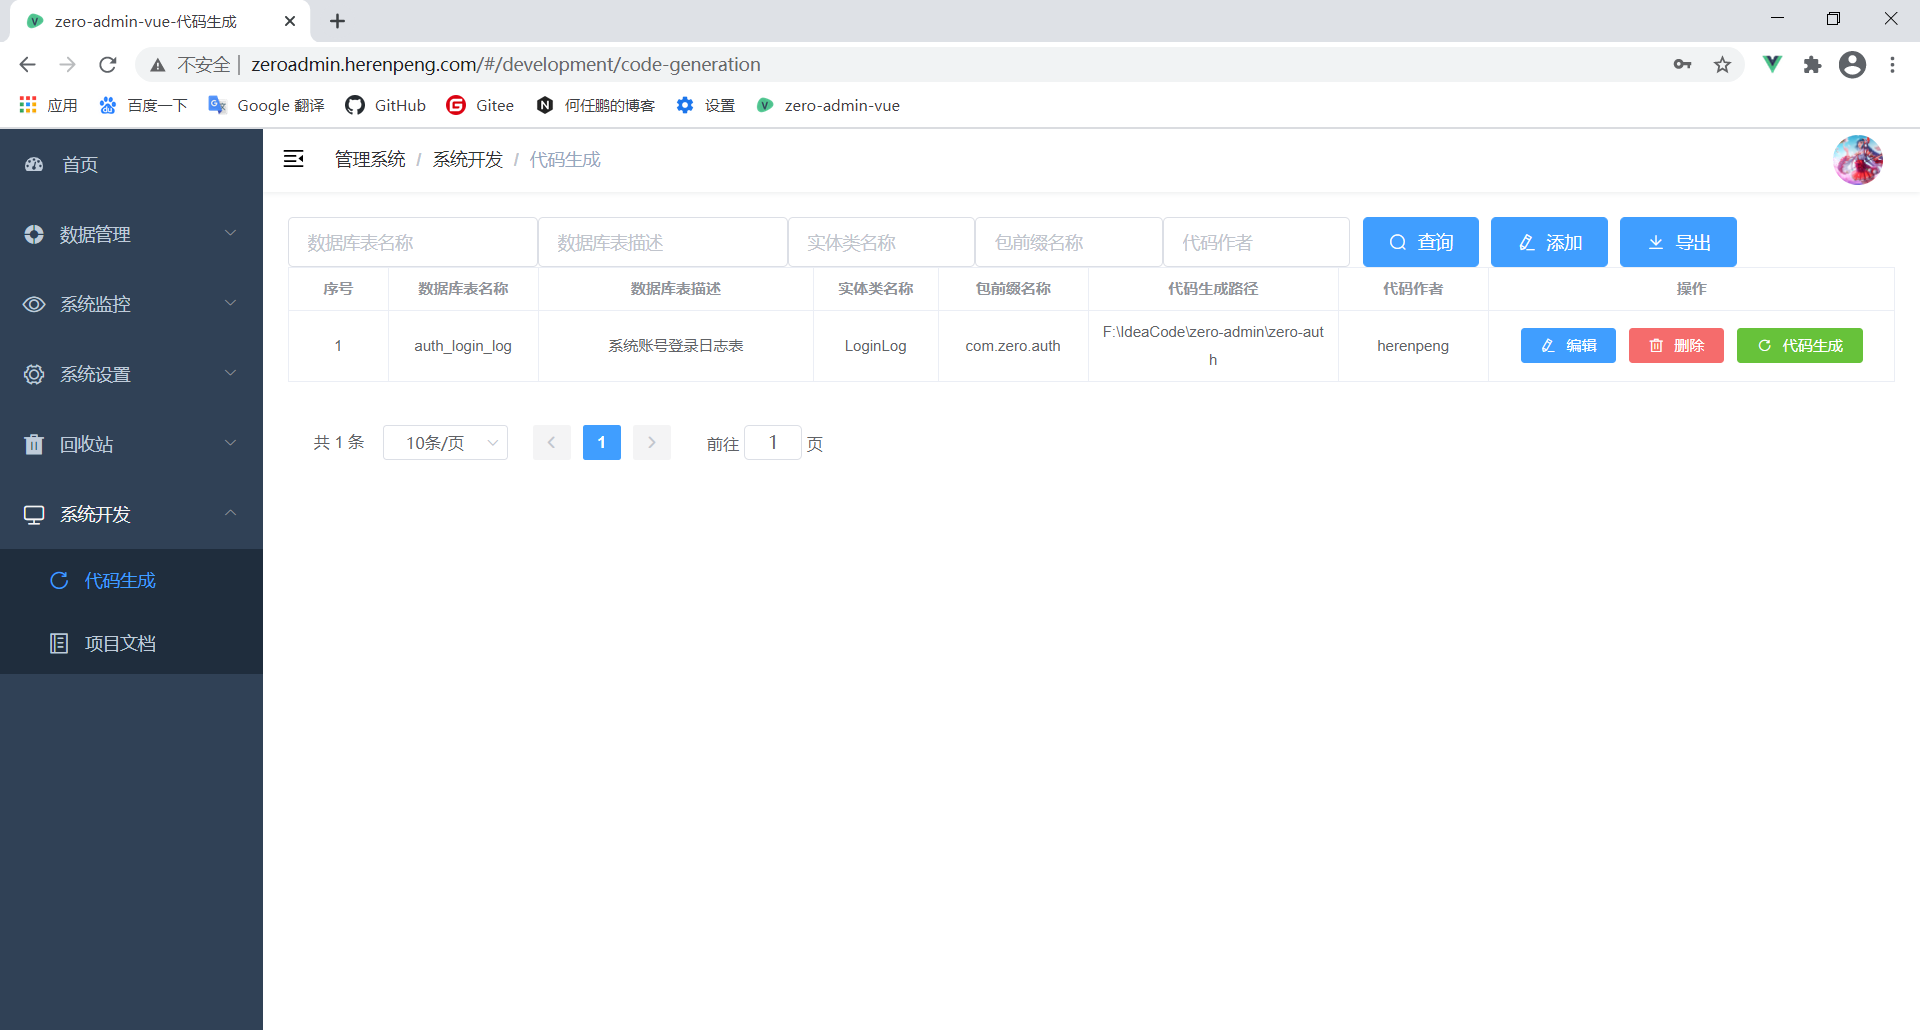 zero-admin-vue-代码生成
不安全 | zeroadmin.herenpeng.com/#/development/code-generation
应用 百度一下 Google 翻译 GitHub Gitee 何任鹏的博客 设置 zero-admin-vue
首页
数据管理
系统监控
系统设置
回收站
系统开发
代码生成
项目文档
管理系统 / 系统开发 / 代码生成
数据库表名称 数据库表描述 实体类名称 包前缀名称 代码作者 查询 添加 导出
序号 数据库表名称 数据库表描述 实体类名称 包前缀名称 代码生成路径 代码作者 操作
1 auth_login_log 系统账号登录日志表 LoginLog com.zero.auth F:\IdeaCode\zero-admin\zero-aut
h herenpeng 编辑 删除 代码生成
共 1 条 10条/页 1 前往 1 页